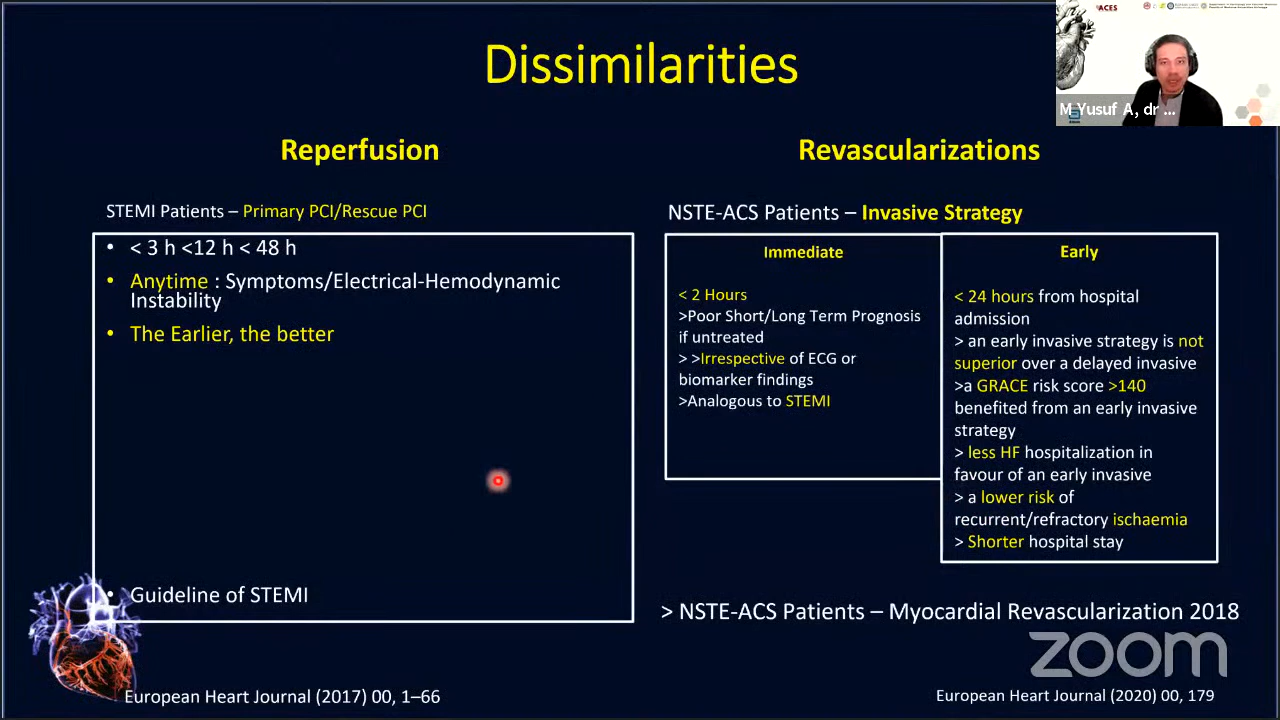 Dissimilarities
ACES
M Yusuf A, dr ...
Reperfusion
STEMI Patients – Primary PCI/Rescue PCI
• < 3 h <12 h < 48 h
• Anytime : Symptoms/Electrical-Hemodynamic
Instability
• The Earlier, the better
• Guideline of STEMI
European Heart Journal (2017) 00, 1–66
Revascularizations
NSTE-ACS Patients – Invasive Strategy
Immediate
< 2 Hours
>Poor Short/Long Term Prognosis
if untreated
> >Irrespective of ECG or
biomarker findings
>Analogous to STEMI
Early
< 24 hours from hospital
admission
> an early invasive strategy is not
superior over a delayed invasive
>a GRACE risk score >140
benefited from an early invasive
strategy
> less HF hospitalization in
favour of an early invasive
> a lower risk of
recurrent/refractory ischaemia
> Shorter hospital stay
> NSTE-ACS Patients – Myocardial Revascularization 2018
zoom
European Heart Journal (2020) 00, 179